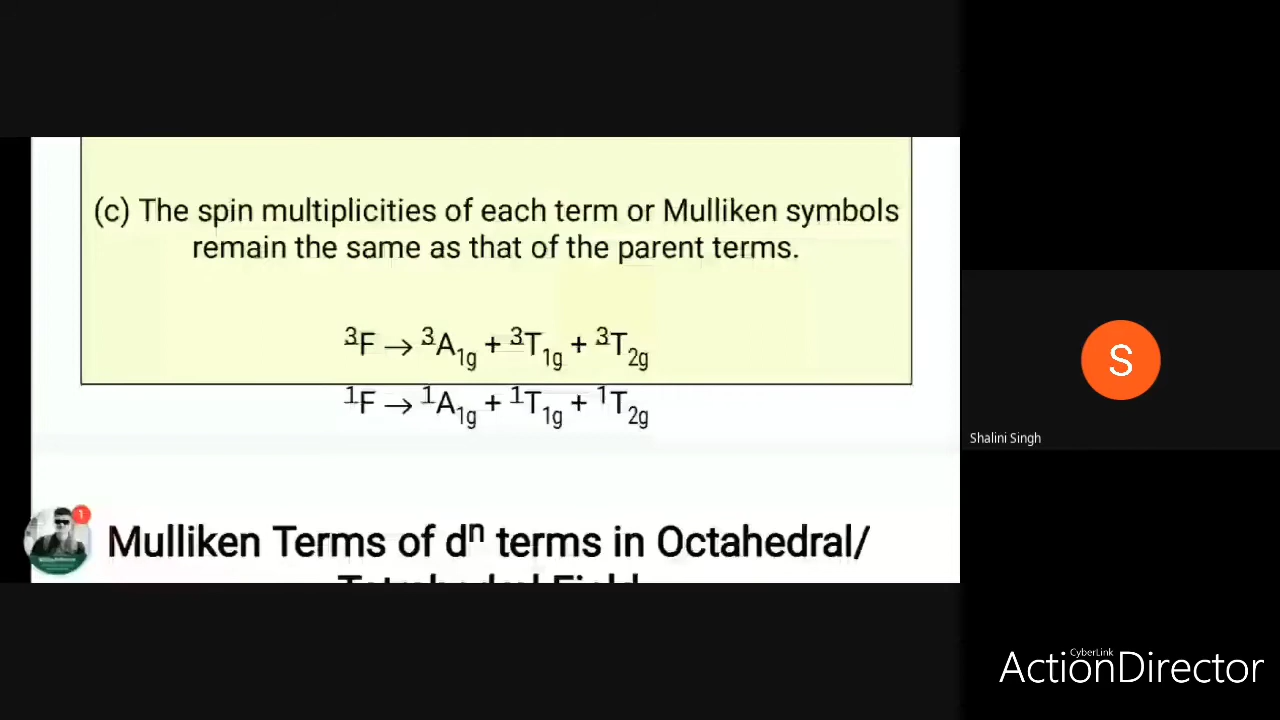 (c) The spin multiplicities of each term or Mulliken symbols
remain the same as that of the parent terms.
³F → ³A₁g + ³T₁g + ³T₂g
¹F → ¹A₁g + ¹T₁g + ¹T₂g
1
Mulliken Terms of dⁿ terms in Octahedral/
Tetrahedral Field
S
Shalini Singh
CyberLink
ActionDirector